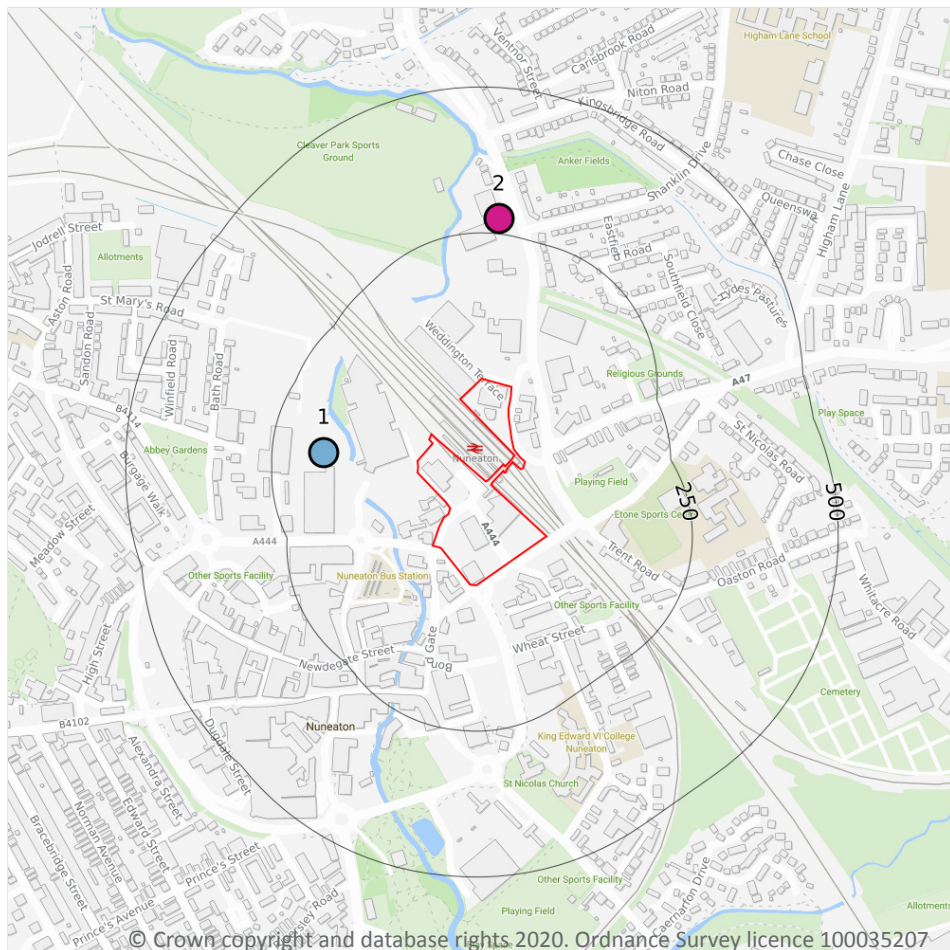 Ventnor Street
Carisbrook Road
Higham Lane School
Niton Road
Kingsbridge Road
Cleaver Park Sports
Ground
Anker Fields
Shanklin Drive
Chase Close
Queenswa
Higham Lane
2
Jodrell Street
Allotments
Eastfield Road
Southfield Close
Hydes Pastures
Aston Road
Sandon Road
St Mary's Road
Winfield Road
Bath Road
Weddington Terrace
Religious Grounds
A47
Play Space
B4114
1
Abbey Gardens
Burgage Walk
Nuneaton
St Nicolas Road
Playing Field
250
500
Etone Sports Cent
Meadow Street
A444
A444
Other Sports Facility
Nuneaton Bus Station
Trent Road
Oaston Road
Whitacre Road
Other Sports Facility
High Street
Newdegate Street
Bond Gate
Wheat Street
Cemetery
B4102
Nuneaton
Dugdale Street
King Edward VI College
Nuneaton
Alexandra Street
St Nicolas Church
Edward Street
Norman Avenue
Bracebridge Street
Prince's Street
Prince's Avenue
rsley Road
Other Sports Facility
Caernarfon Drive
Playing Field
Allotments
© Crown copyright and database rights 2020. Ordnance Survey licence 100035207